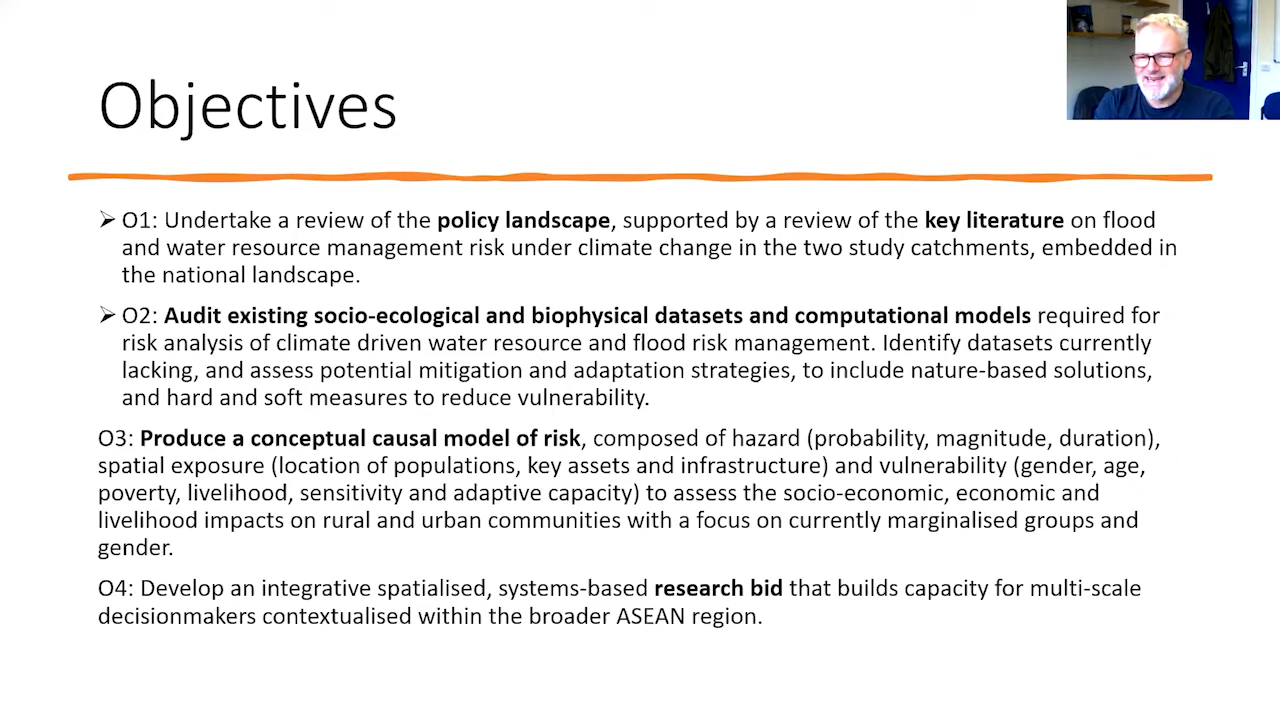 Objectives
➢ O1: Undertake a review of the policy landscape, supported by a review of the key literature on flood
and water resource management risk under climate change in the two study catchments, embedded in
the national landscape.
➢ O2: Audit existing socio-ecological and biophysical datasets and computational models required for
risk analysis of climate driven water resource and flood risk management. Identify datasets currently
lacking, and assess potential mitigation and adaptation strategies, to include nature-based solutions,
and hard and soft measures to reduce vulnerability.
O3: Produce a conceptual causal model of risk, composed of hazard (probability, magnitude, duration),
spatial exposure (location of populations, key assets and infrastructure) and vulnerability (gender, age,
poverty, livelihood, sensitivity and adaptive capacity) to assess the socio-economic, economic and
livelihood impacts on rural and urban communities with a focus on currently marginalised groups and
gender.
O4: Develop an integrative spatialised, systems-based research bid that builds capacity for multi-scale
decisionmakers contextualised within the broader ASEAN region.